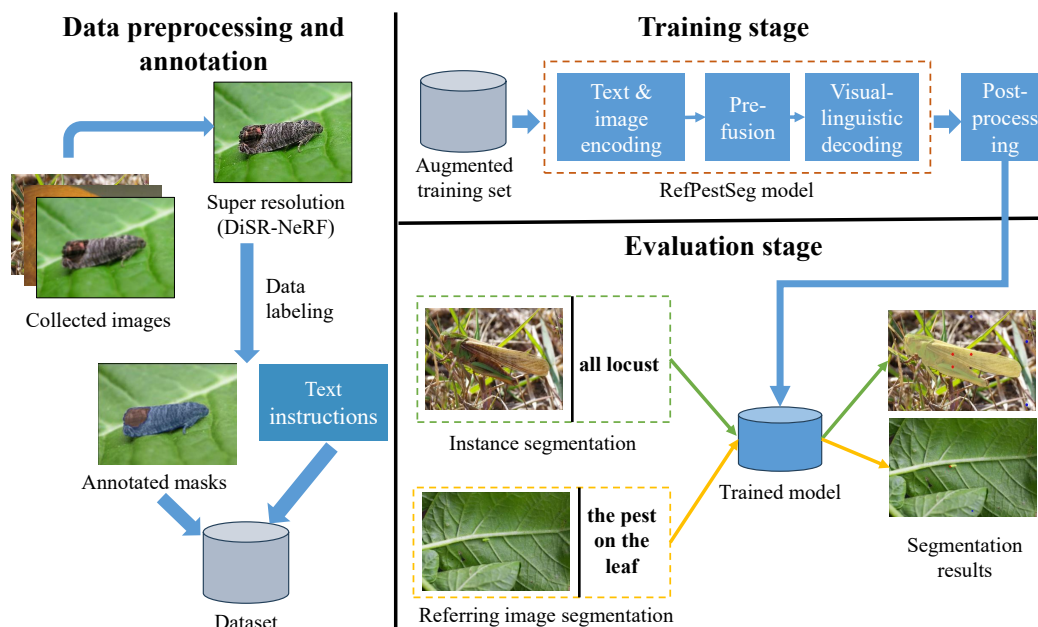 Data preprocessing and
annotation
Super resolution
(DiSR-NeRF)
Collected images
Data
labeling
Text
instructions
Annotated masks
Dataset
Training stage
Augmented
training set
Text &
image
encoding
Pre-
fusion
Visual-
linguistic
decoding
RefPestSeg model
Post-
process-
ing
Evaluation stage
all locust
Instance segmentation
the pest
on the
leaf
Referring image segmentation
Trained model
Segmentation
results